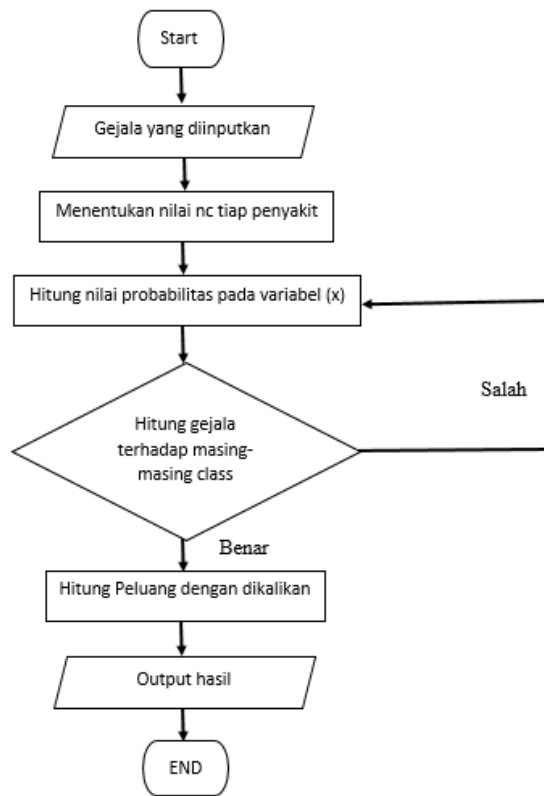 Start
Gejala yang diinputkan
Menentukan nilai nc tiap penyakit
Hitung nilai probabilitas pada variabel (x)
Salah
Hitung gejala
terhadap masing-
masing class
Benar
Hitung Peluang dengan dikalikan
Output hasil
END